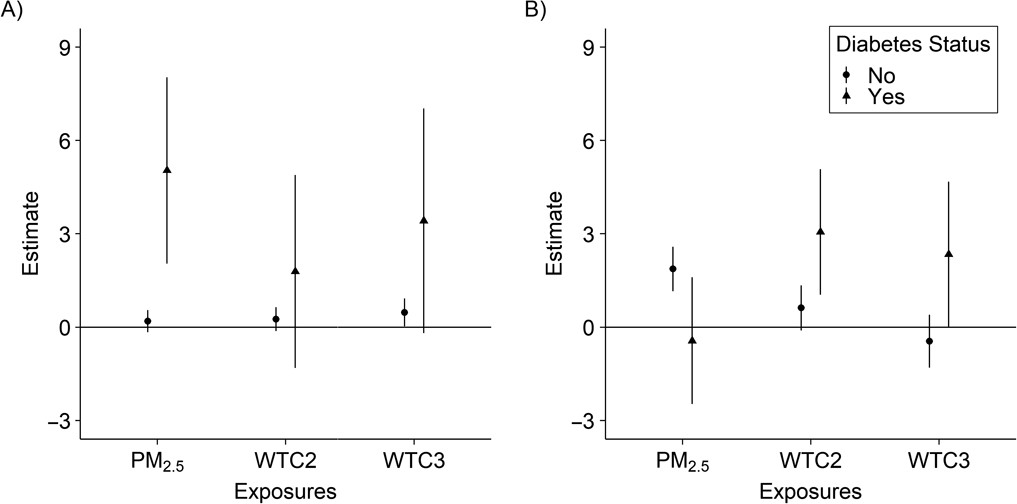 A)
9
6
3
0
−3
Estimate
PM2.5 WTC2 WTC3
Exposures
B)
Diabetes Status
No
Yes
9
6
3
0
−3
Estimate
PM2.5 WTC2 WTC3
Exposures